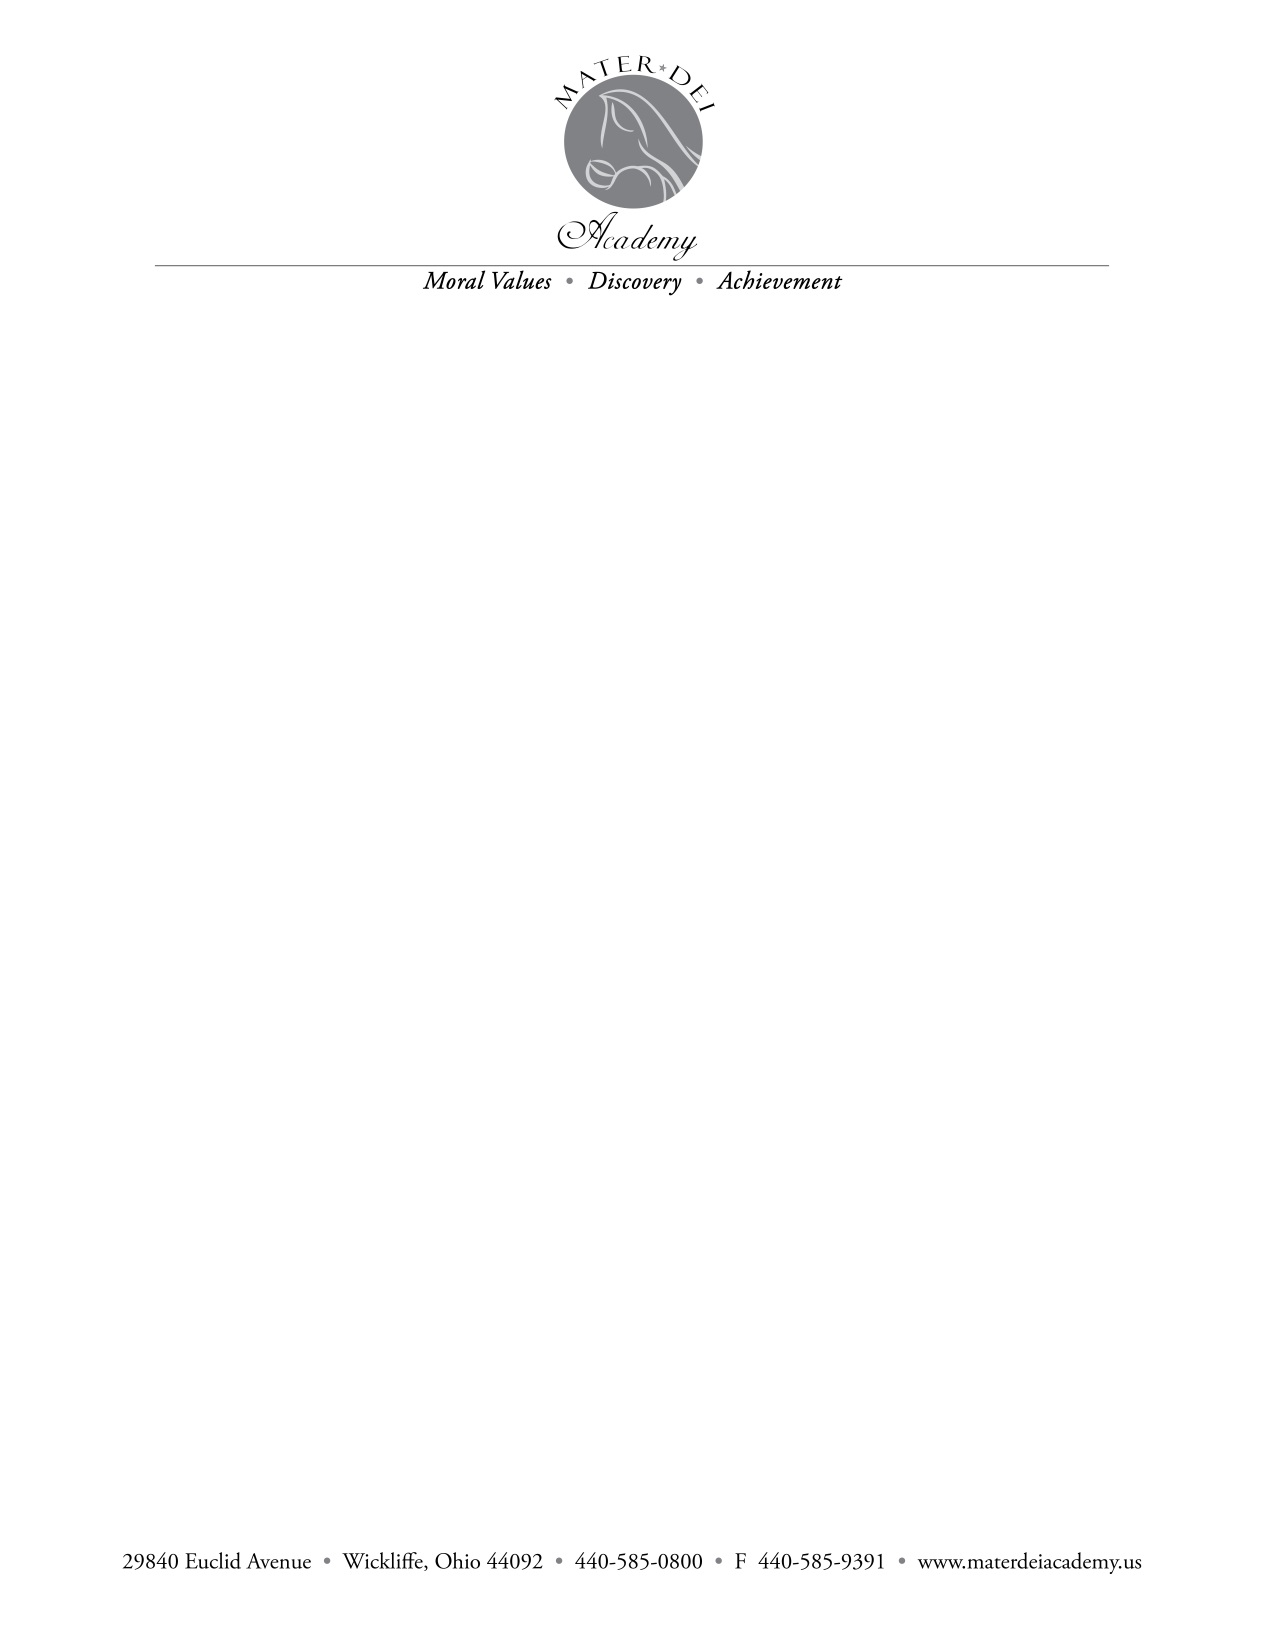 MATER★DEI
Academy
Moral Values • Discovery • Achievement
29840 Euclid Avenue • Wickliffe, Ohio 44092 • 440-585-0800 • F 440-585-9391 • www.materdeiacademy.us